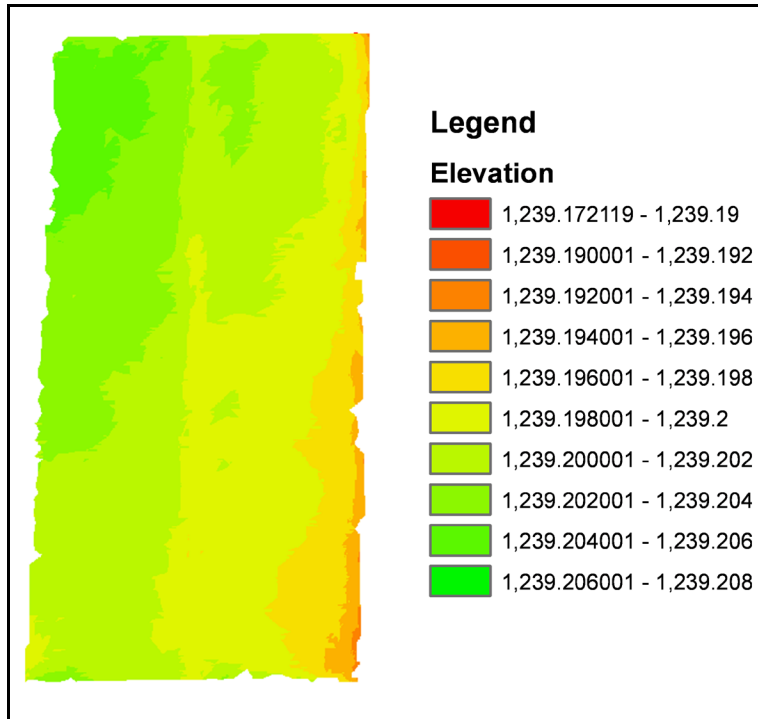 Legend
Elevation
1,239.172119 - 1,239.19
1,239.190001 - 1,239.192
1,239.192001 - 1,239.194
1,239.194001 - 1,239.196
1,239.196001 - 1,239.198
1,239.198001 - 1,239.2
1,239.200001 - 1,239.202
1,239.202001 - 1,239.204
1,239.204001 - 1,239.206
1,239.206001 - 1,239.208